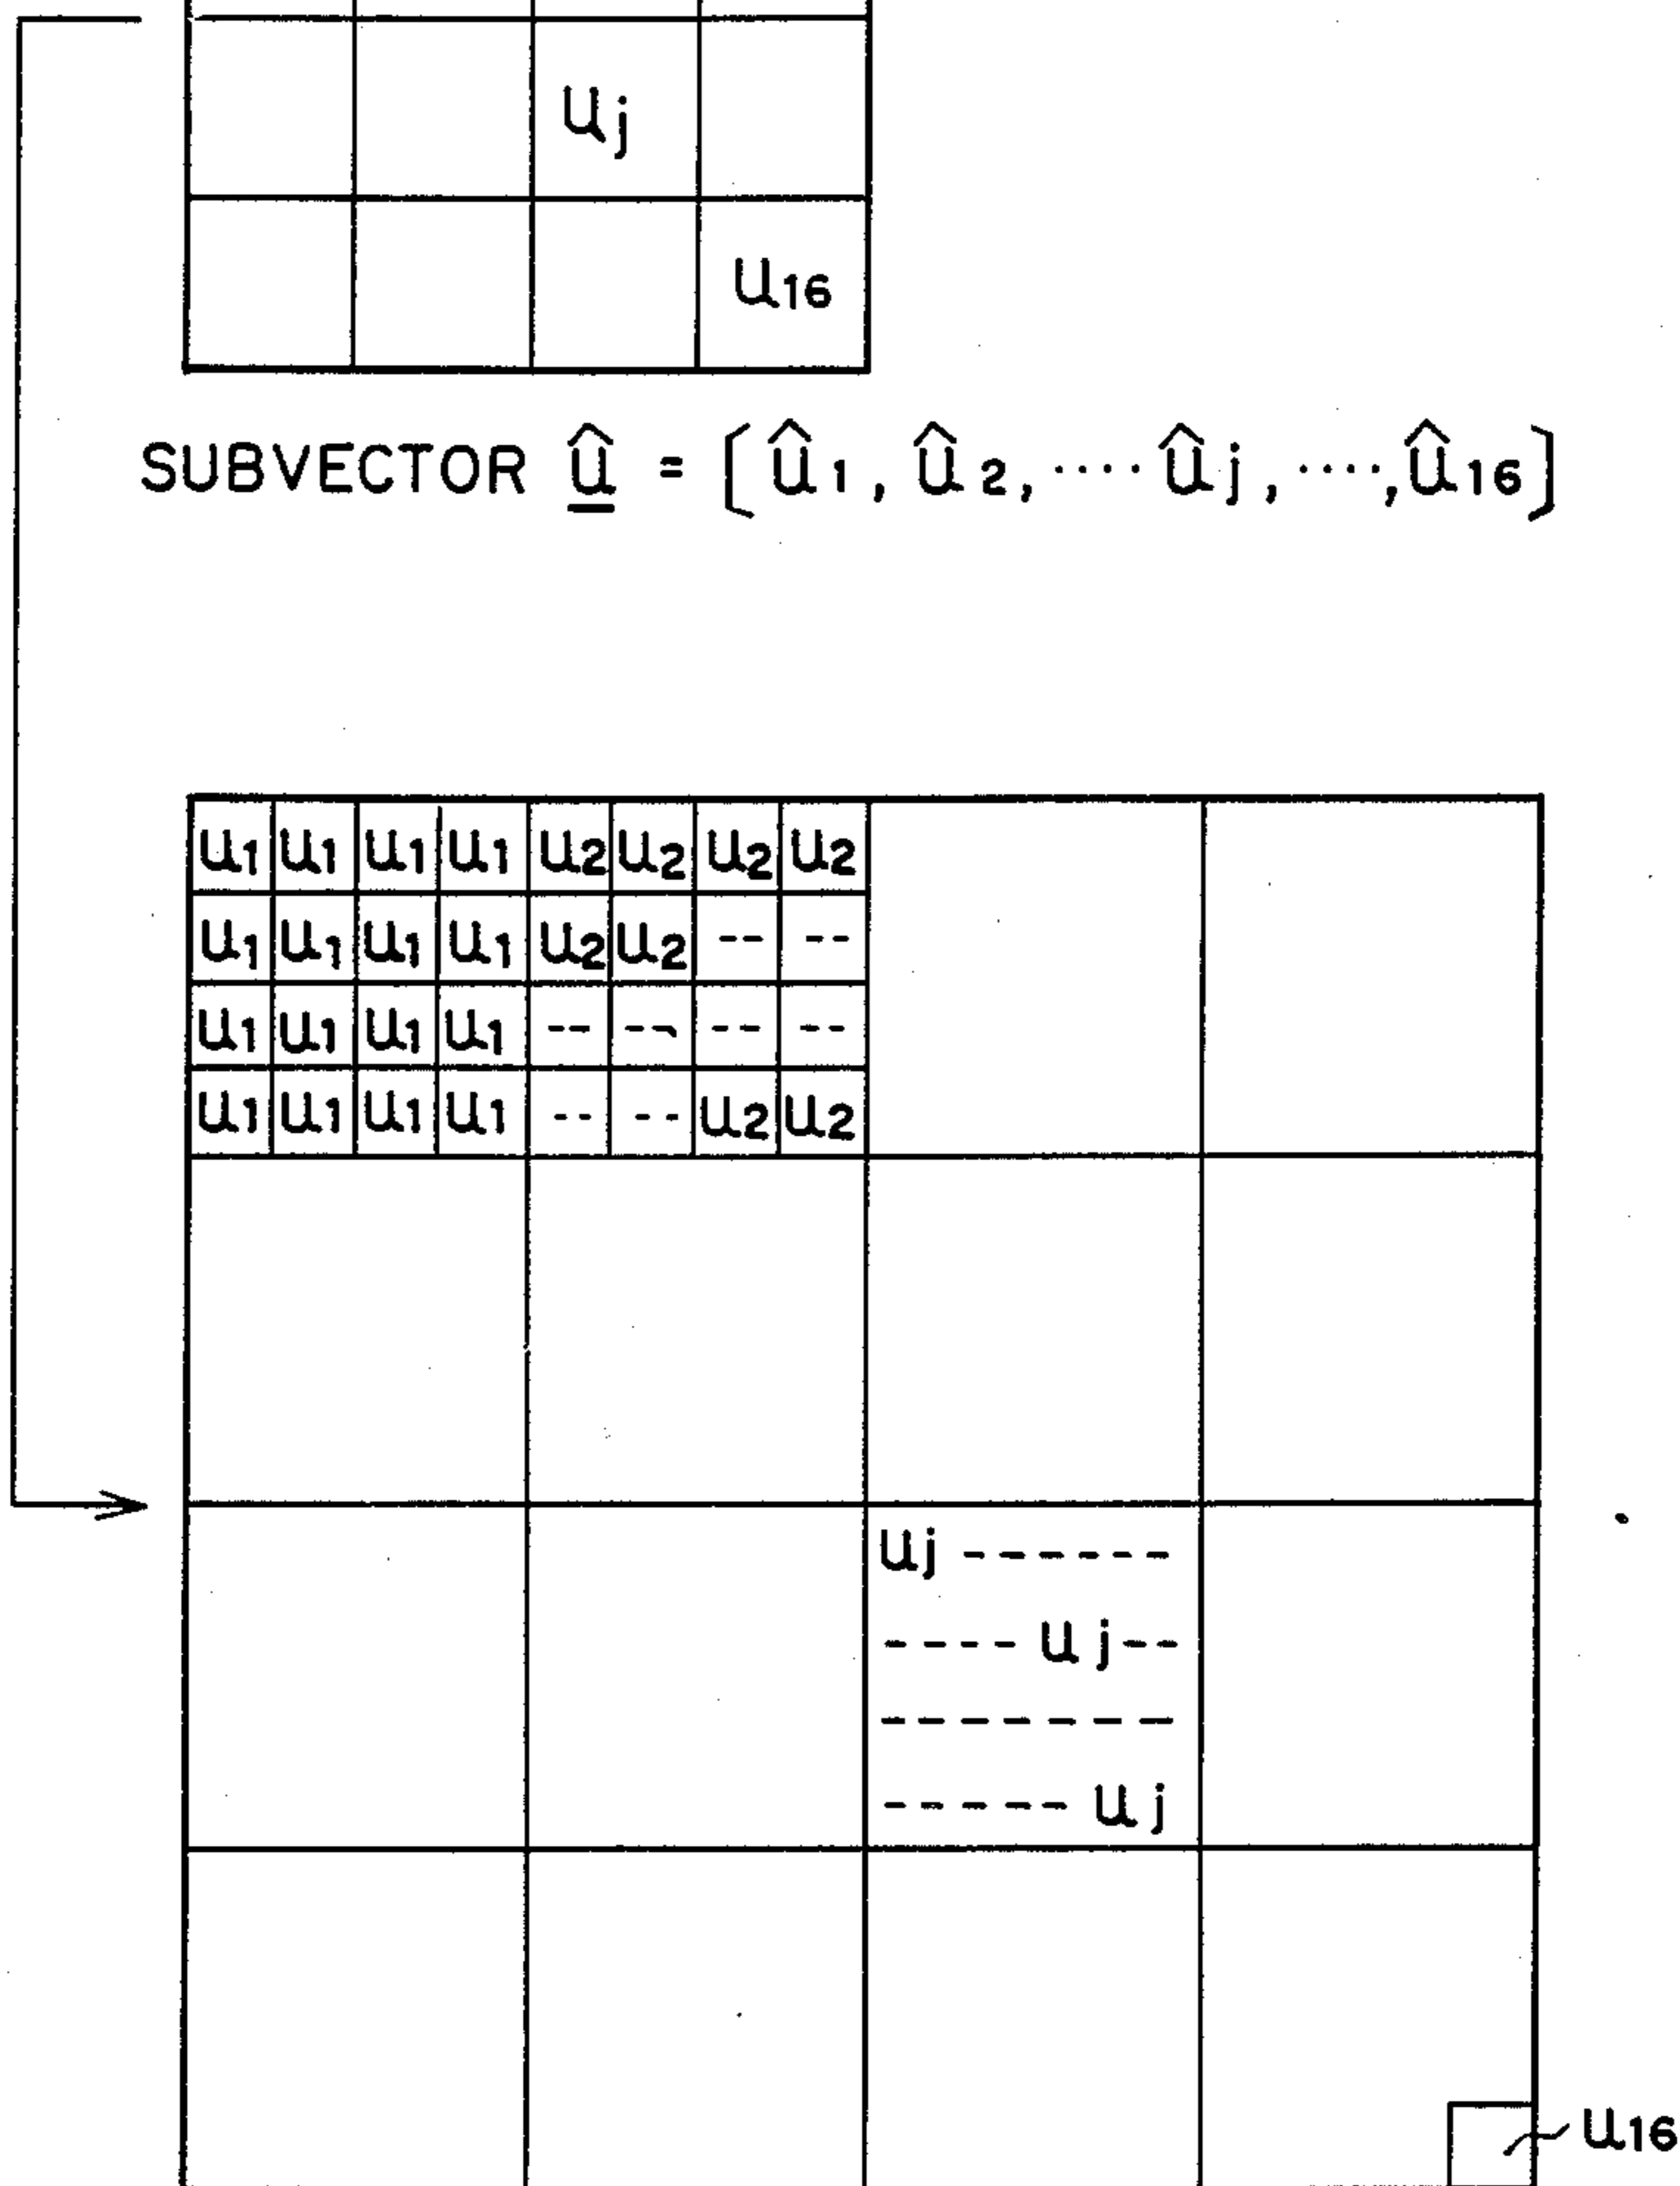 uj
u16
SUBVECTOR û = [û1, û2, ···· ûj, ···, û16]
u1 u1 u1 u1 u2 u2 u2 u2
u1 u1 u1 u1 u2 u2 -- --
u1 u1 u1 u1 -- -- -- --
u1 u1 u1 u1 -- -- u2 u2
uj ------
---- uj --
-------
----- uj
u16